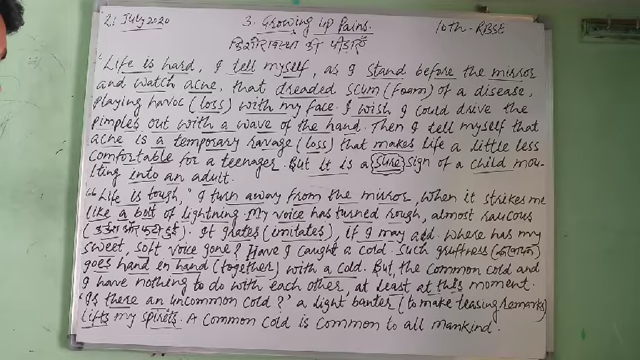 21 July 2020 3. Growing Up Pains. 10th-RBSE
किशोरावस्था की पीडाएँ
"Life is hard, I tell myself, as I stand before the mirror
and watch acne, that dreaded scum (foam) of a disease,
playing havoc (loss) with my face. I wish I could drive the
pimples out with a wave of the hand. Then I tell myself that
acne is a temporary ravage (loss) that makes life a little less
comfortable for a teenager. But it is a (sure) sign of a child mou-
lting into an adult.
"Life is tough," I turn away from the mirror, when it strikes me
like a bolt of lightning. My voice has turned rough, almost raucous
It grates (imitates), if I may add. Where has my
sweet, soft voice gone? Have I caught a cold. Such gruffness
goes hand in hand (together) with a cold. But the common cold and
I have nothing to do with each other, at least at this moment.
'Is there an uncommon cold?' a light banter (to make teasing remarks)
lifts my spirits. A common cold is common to all mankind.